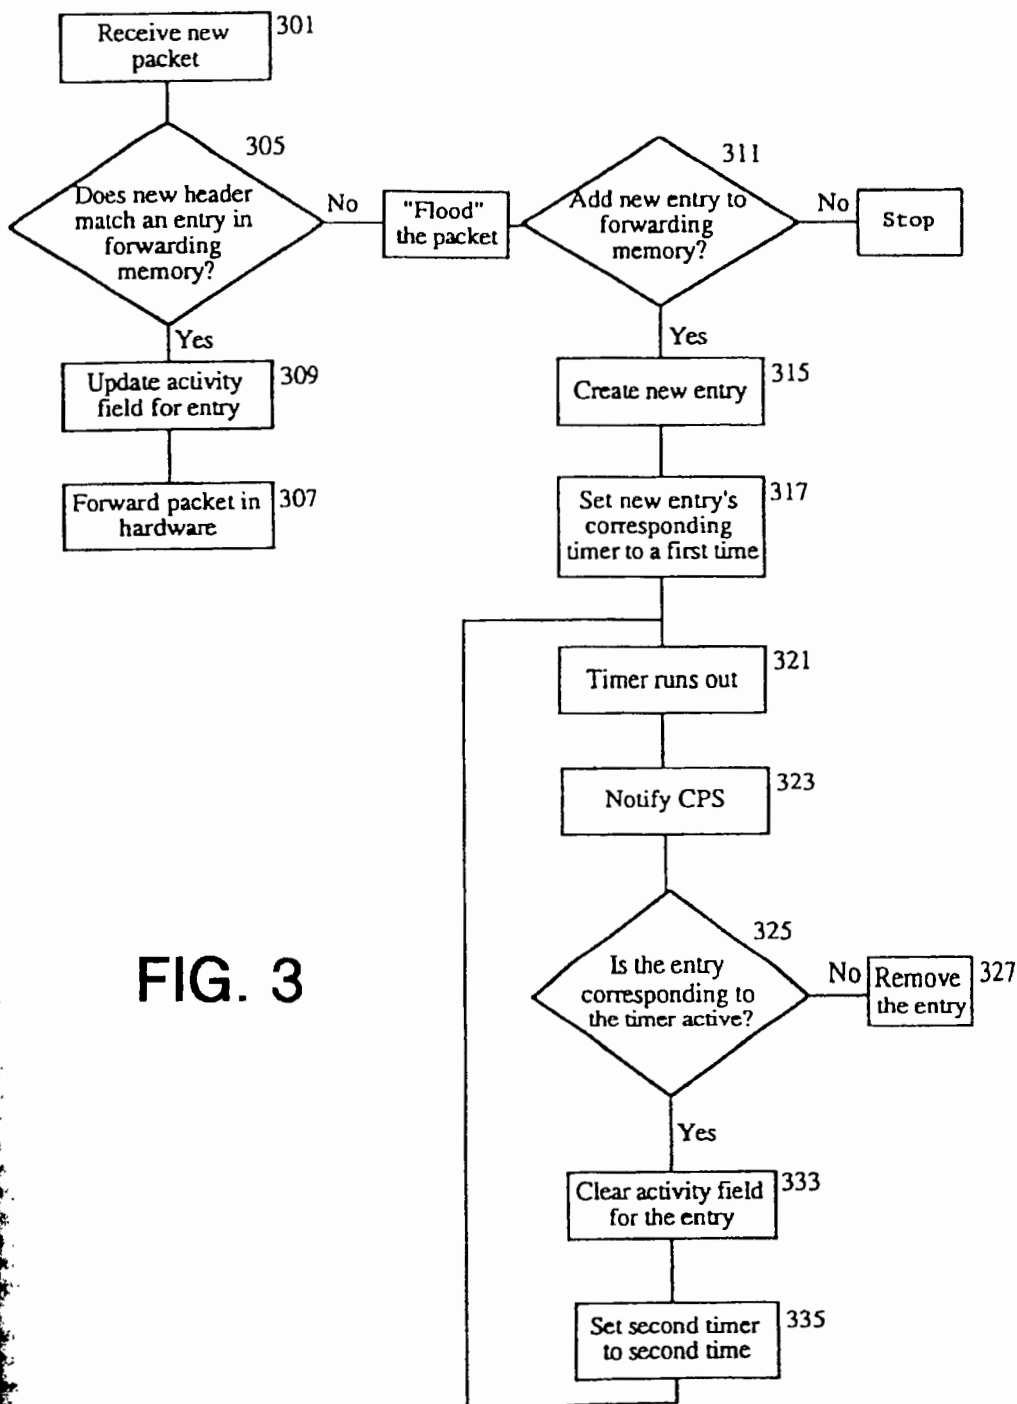 Receive new
packet
301
305
Does new header
match an entry in
forwarding
memory?
No
"Flood"
the packet
311
Add new entry to
forwarding
memory?
No
Stop
Yes
Update activity
field for entry
309
Forward packet in
hardware
307
Yes
Create new entry
315
Set new entry's
corresponding
timer to a first time
317
Timer runs out
321
Notify CPS
323
325
Is the entry
corresponding to
the timer active?
No
Remove
the entry
327
Yes
Clear activity field
for the entry
333
Set second timer
to second time
335
FIG. 3